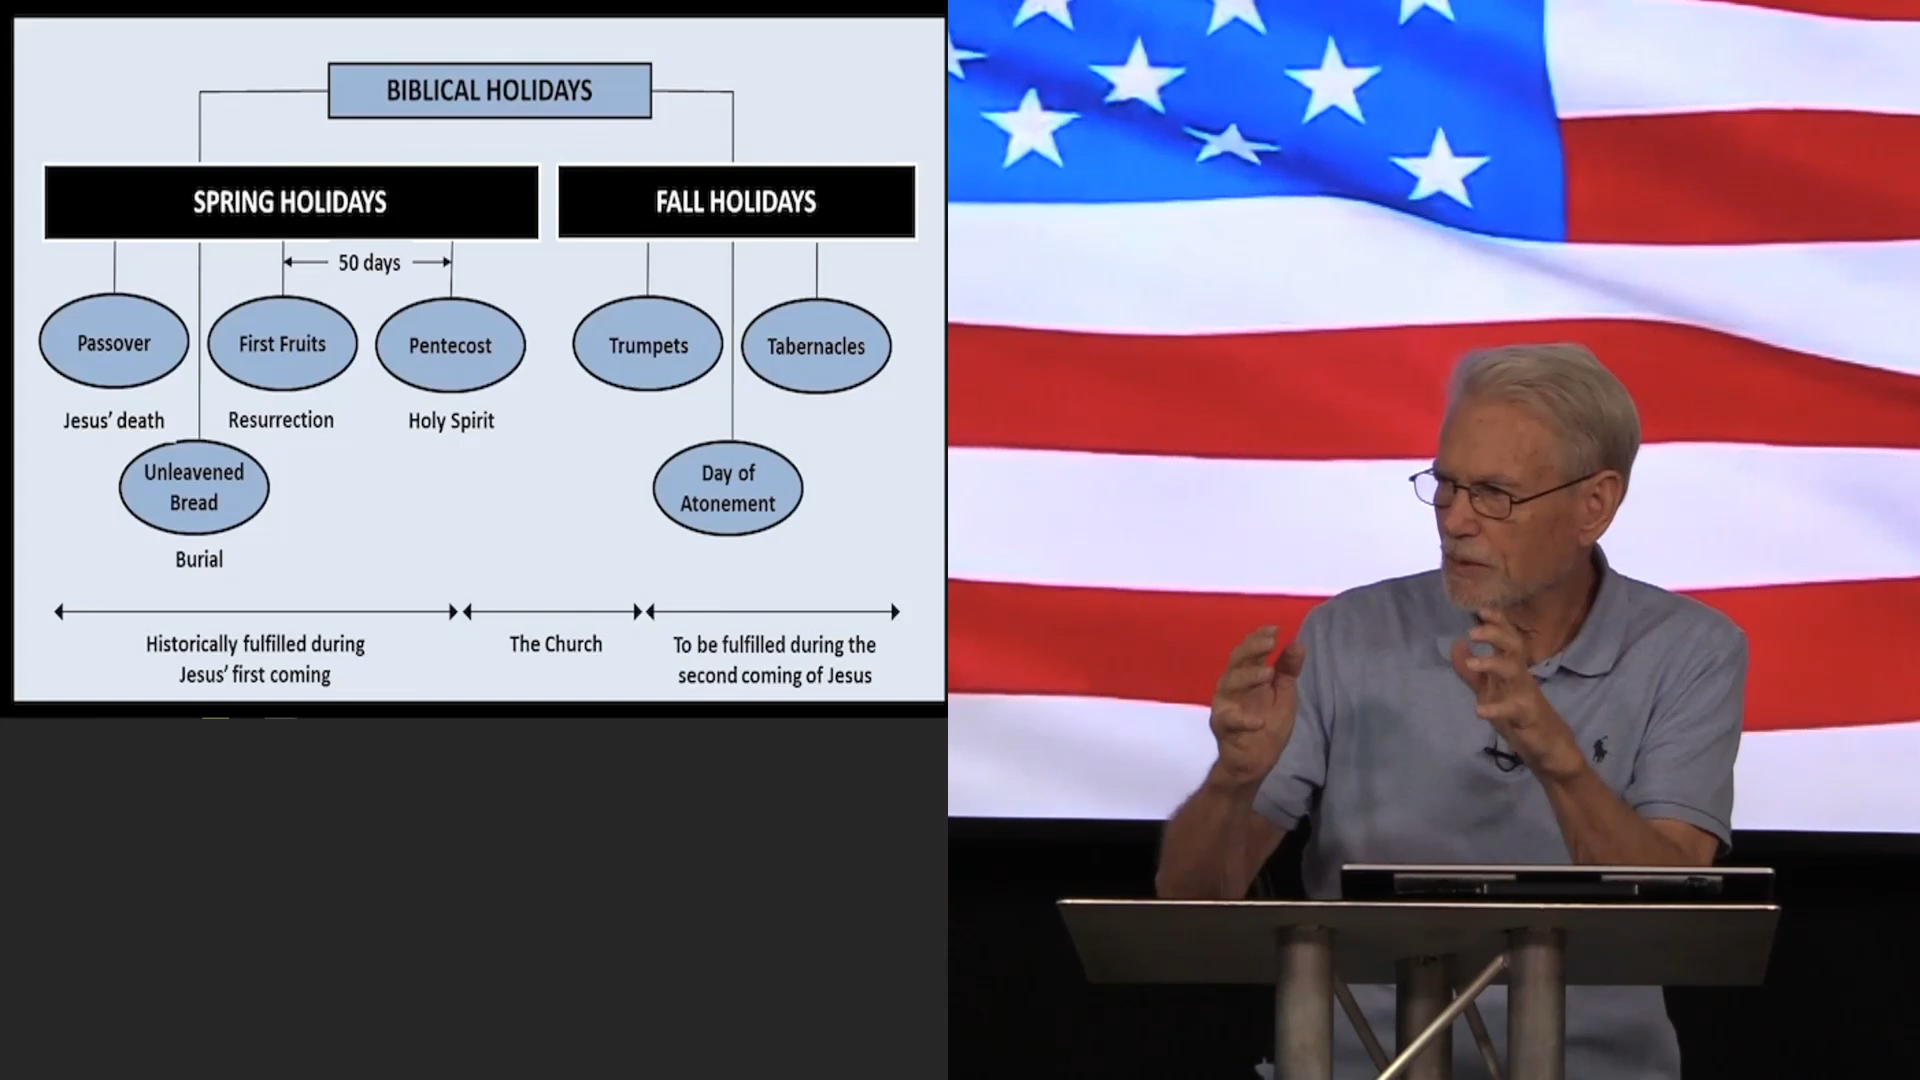 BIBLICAL HOLIDAYS
SPRING HOLIDAYS
FALL HOLIDAYS
50 days
Passover
First Fruits
Pentecost
Trumpets
Tabernacles
Jesus' death
Resurrection
Holy Spirit
Unleavened
Bread
Day of
Atonement
Burial
Historically fulfilled during
Jesus' first coming
The Church
To be fulfilled during the
second coming of Jesus